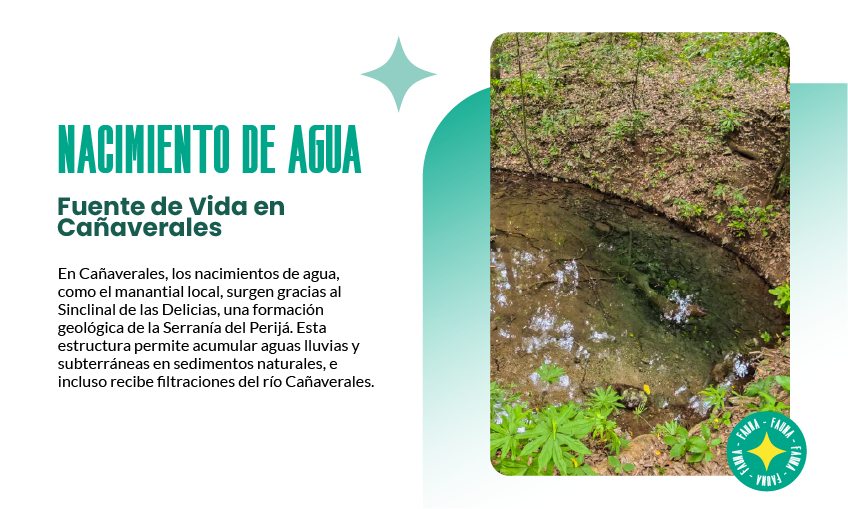 NACIMIENTO DE AGUA
Fuente de Vida en
Cañaverales
En Cañaverales, los nacimientos de agua,
como el manantial local, surgen gracias al
Sinclinal de las Delicias, una formación
geológica de la Serranía del Perijá. Esta
estructura permite acumular aguas lluvias y
subterráneas en sedimentos naturales, e
incluso recibe filtraciones del río Cañaverales.
FAUNA - FAUNA - FAUNA - FAUNA - FAUNA -